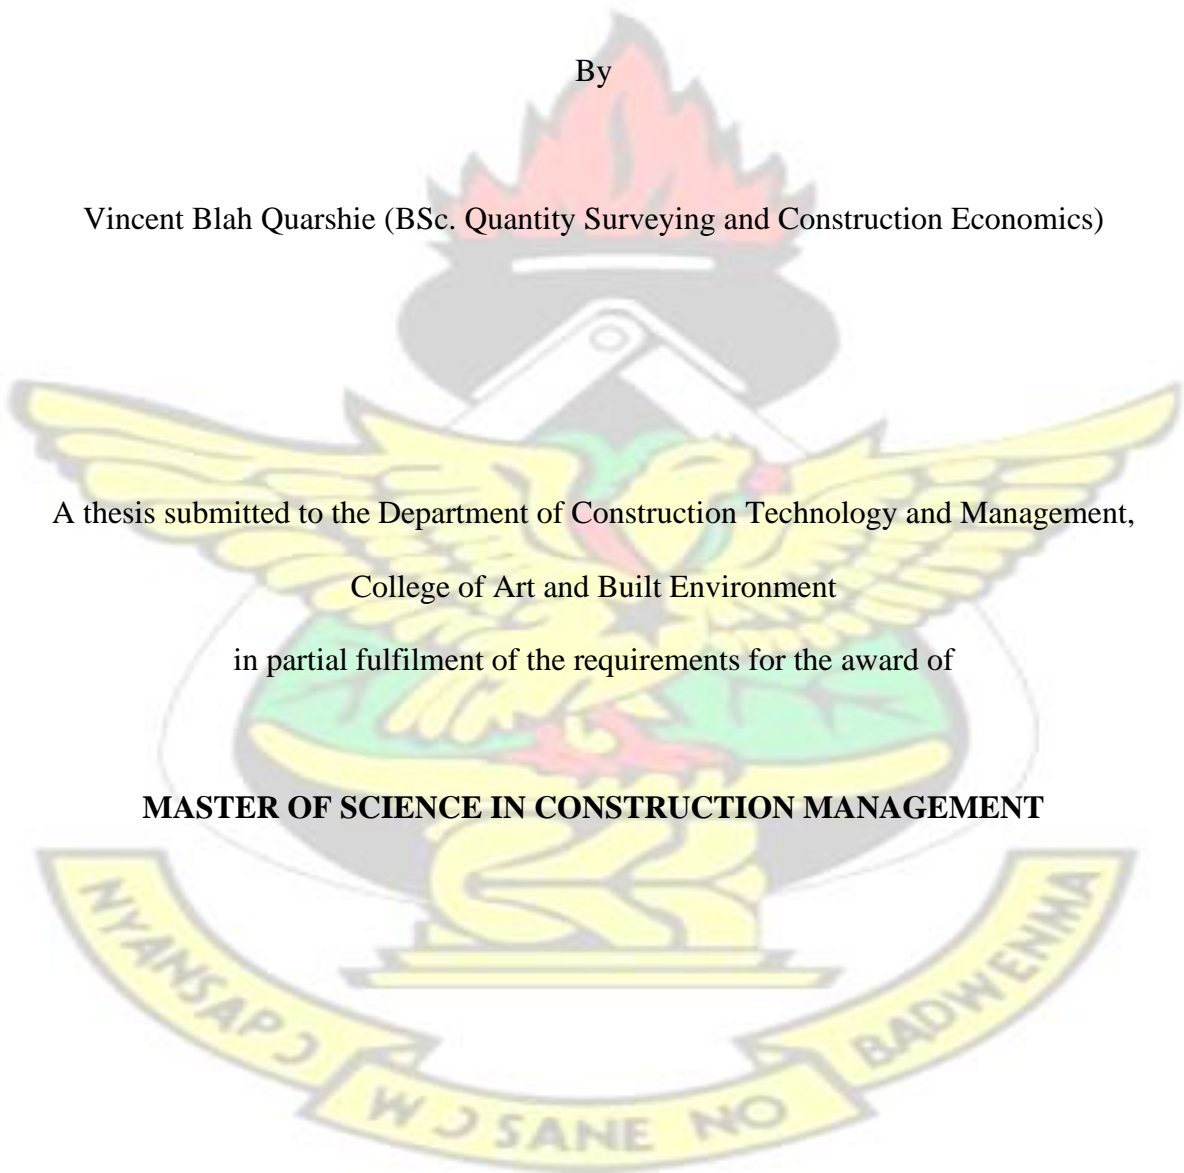 By
Vincent Blah Quarshie (BSc. Quantity Surveying and Construction Economics)
A thesis submitted to the Department of Construction Technology and Management,
College of Art and Built Environment
in partial fulfilment of the requirements for the award of
MASTER OF SCIENCE IN CONSTRUCTION MANAGEMENT
NYANSAPƆ
WƆSANE NO
BADWENMA